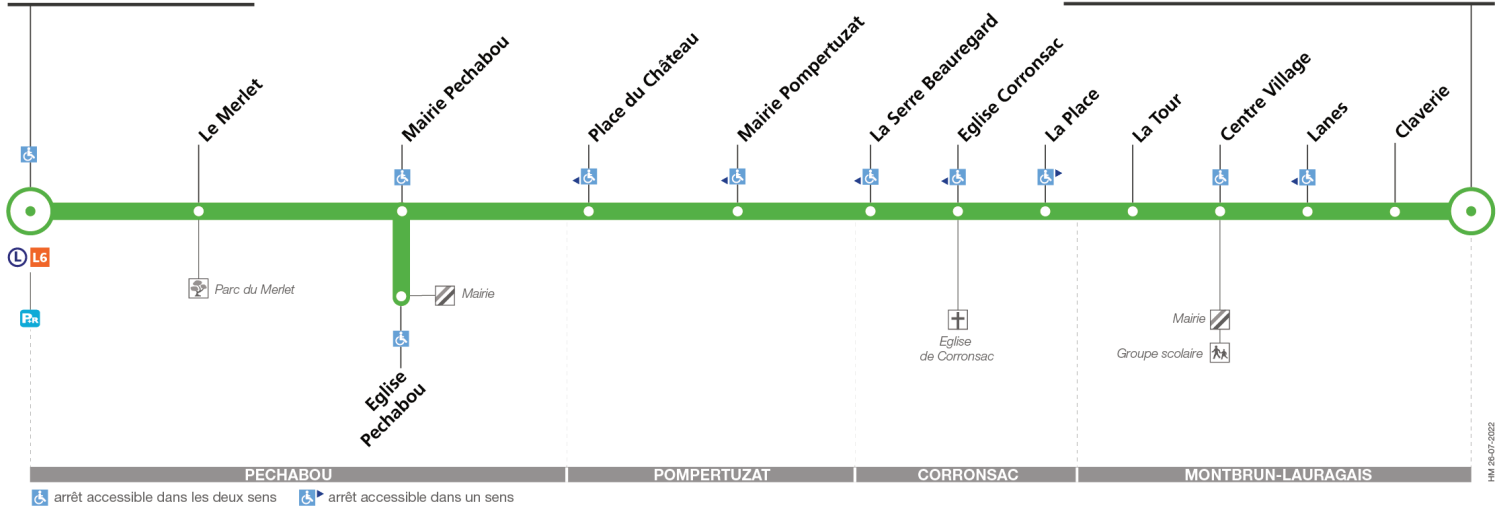 Le Merlet
Mairie Pechabou
Place du Château
Mairie Pompertuzat
La Serre Beauregard
Eglise Corronsac
La Place
La Tour
Centre Village
Lanes
Claverie
L L6
P+R
Parc du Merlet
Mairie
Eglise
Pechabou
Eglise
de Corronsac
Mairie
Groupe scolaire
PECHABOU
POMPERTUZAT
CORRONSAC
MONTBRUN-LAURAGAIS
arrêt accessible dans les deux sens
arrêt accessible dans un sens
HM 26-07-2022